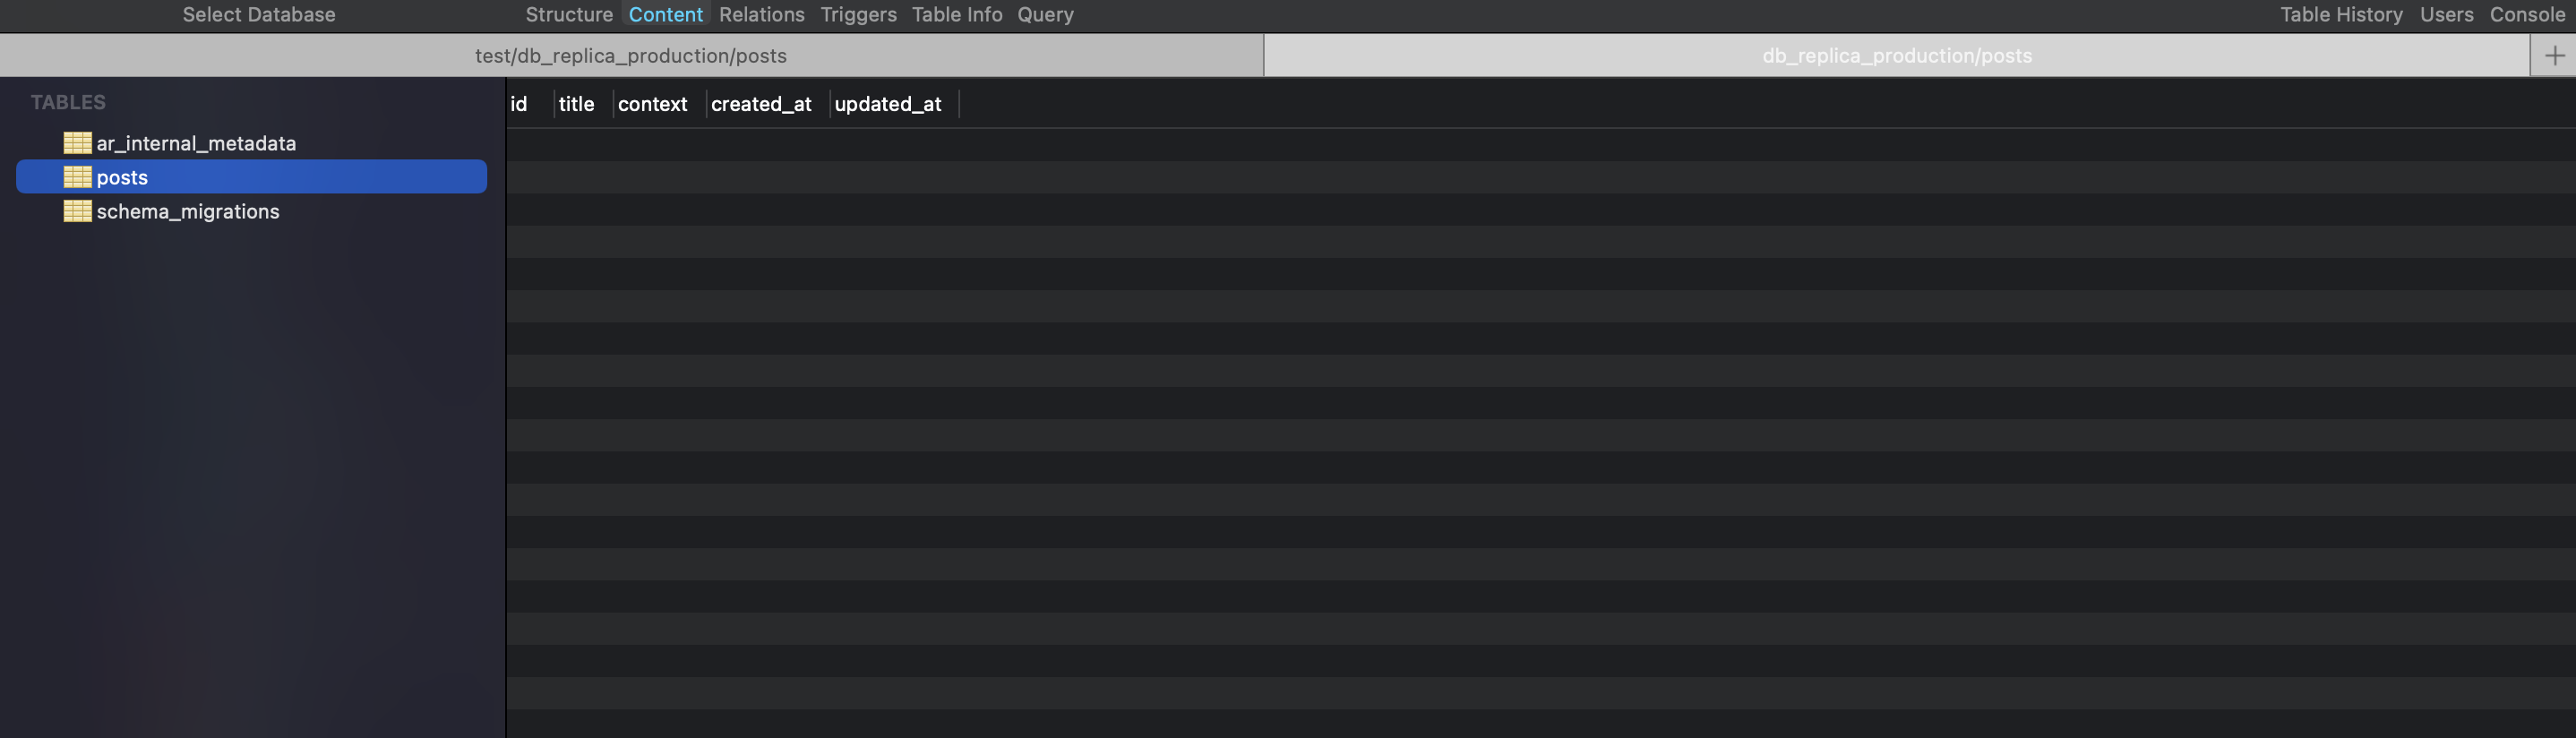 Select Database Structure Content Relations Triggers Table Info Query Table History Users Console
test/db_replica_production/posts db_replica_production/posts +
TABLES
ar_internal_metadata
posts
schema_migrations
id title context created_at updated_at